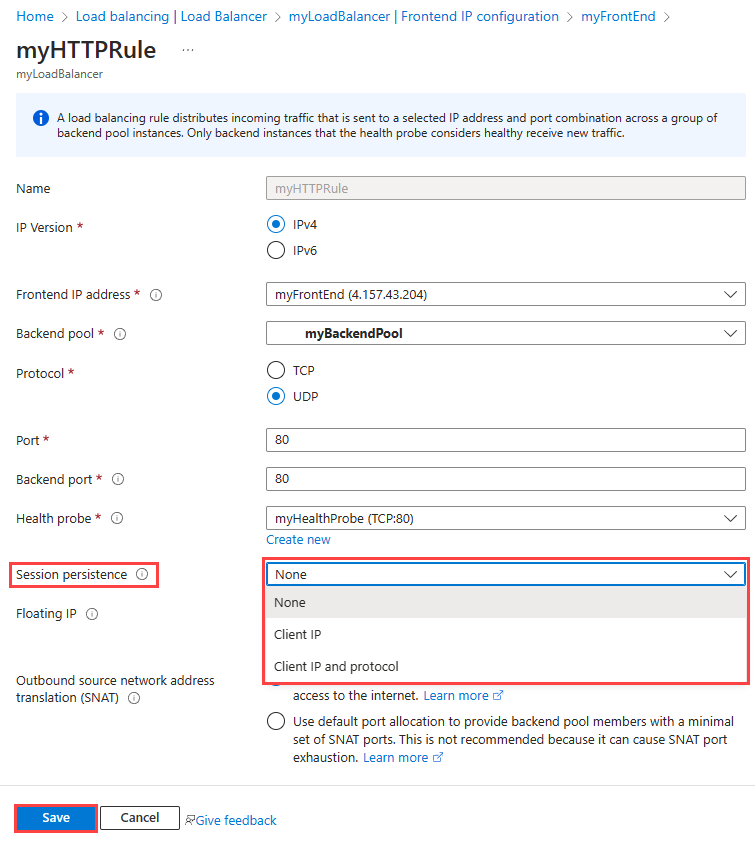 Home > Load balancing | Load Balancer > myLoadBalancer | Frontend IP configuration > myFrontEnd >
myHTTPRule ...
myLoadBalancer
A load balancing rule distributes incoming traffic that is sent to a selected IP address and port combination across a group of
backend pool instances. Only backend instances that the health probe considers healthy receive new traffic.
Name
myHTTPRule
IP Version *
IPv4
IPv6
Frontend IP address *
myFrontEnd (4.157.43.204)
Backend pool *
myBackendPool
Protocol *
TCP
UDP
Port *
80
Backend port *
80
Health probe *
myHealthProbe (TCP:80)
Create new
Session persistence
None
None
Client IP
Client IP and protocol
Floating IP
Outbound source network address
translation (SNAT)
access to the internet. Learn more
Use default port allocation to provide backend pool members with a minimal
set of SNAT ports. This is not recommended because it can cause SNAT port
exhaustion. Learn more
Save
Cancel
Give feedback